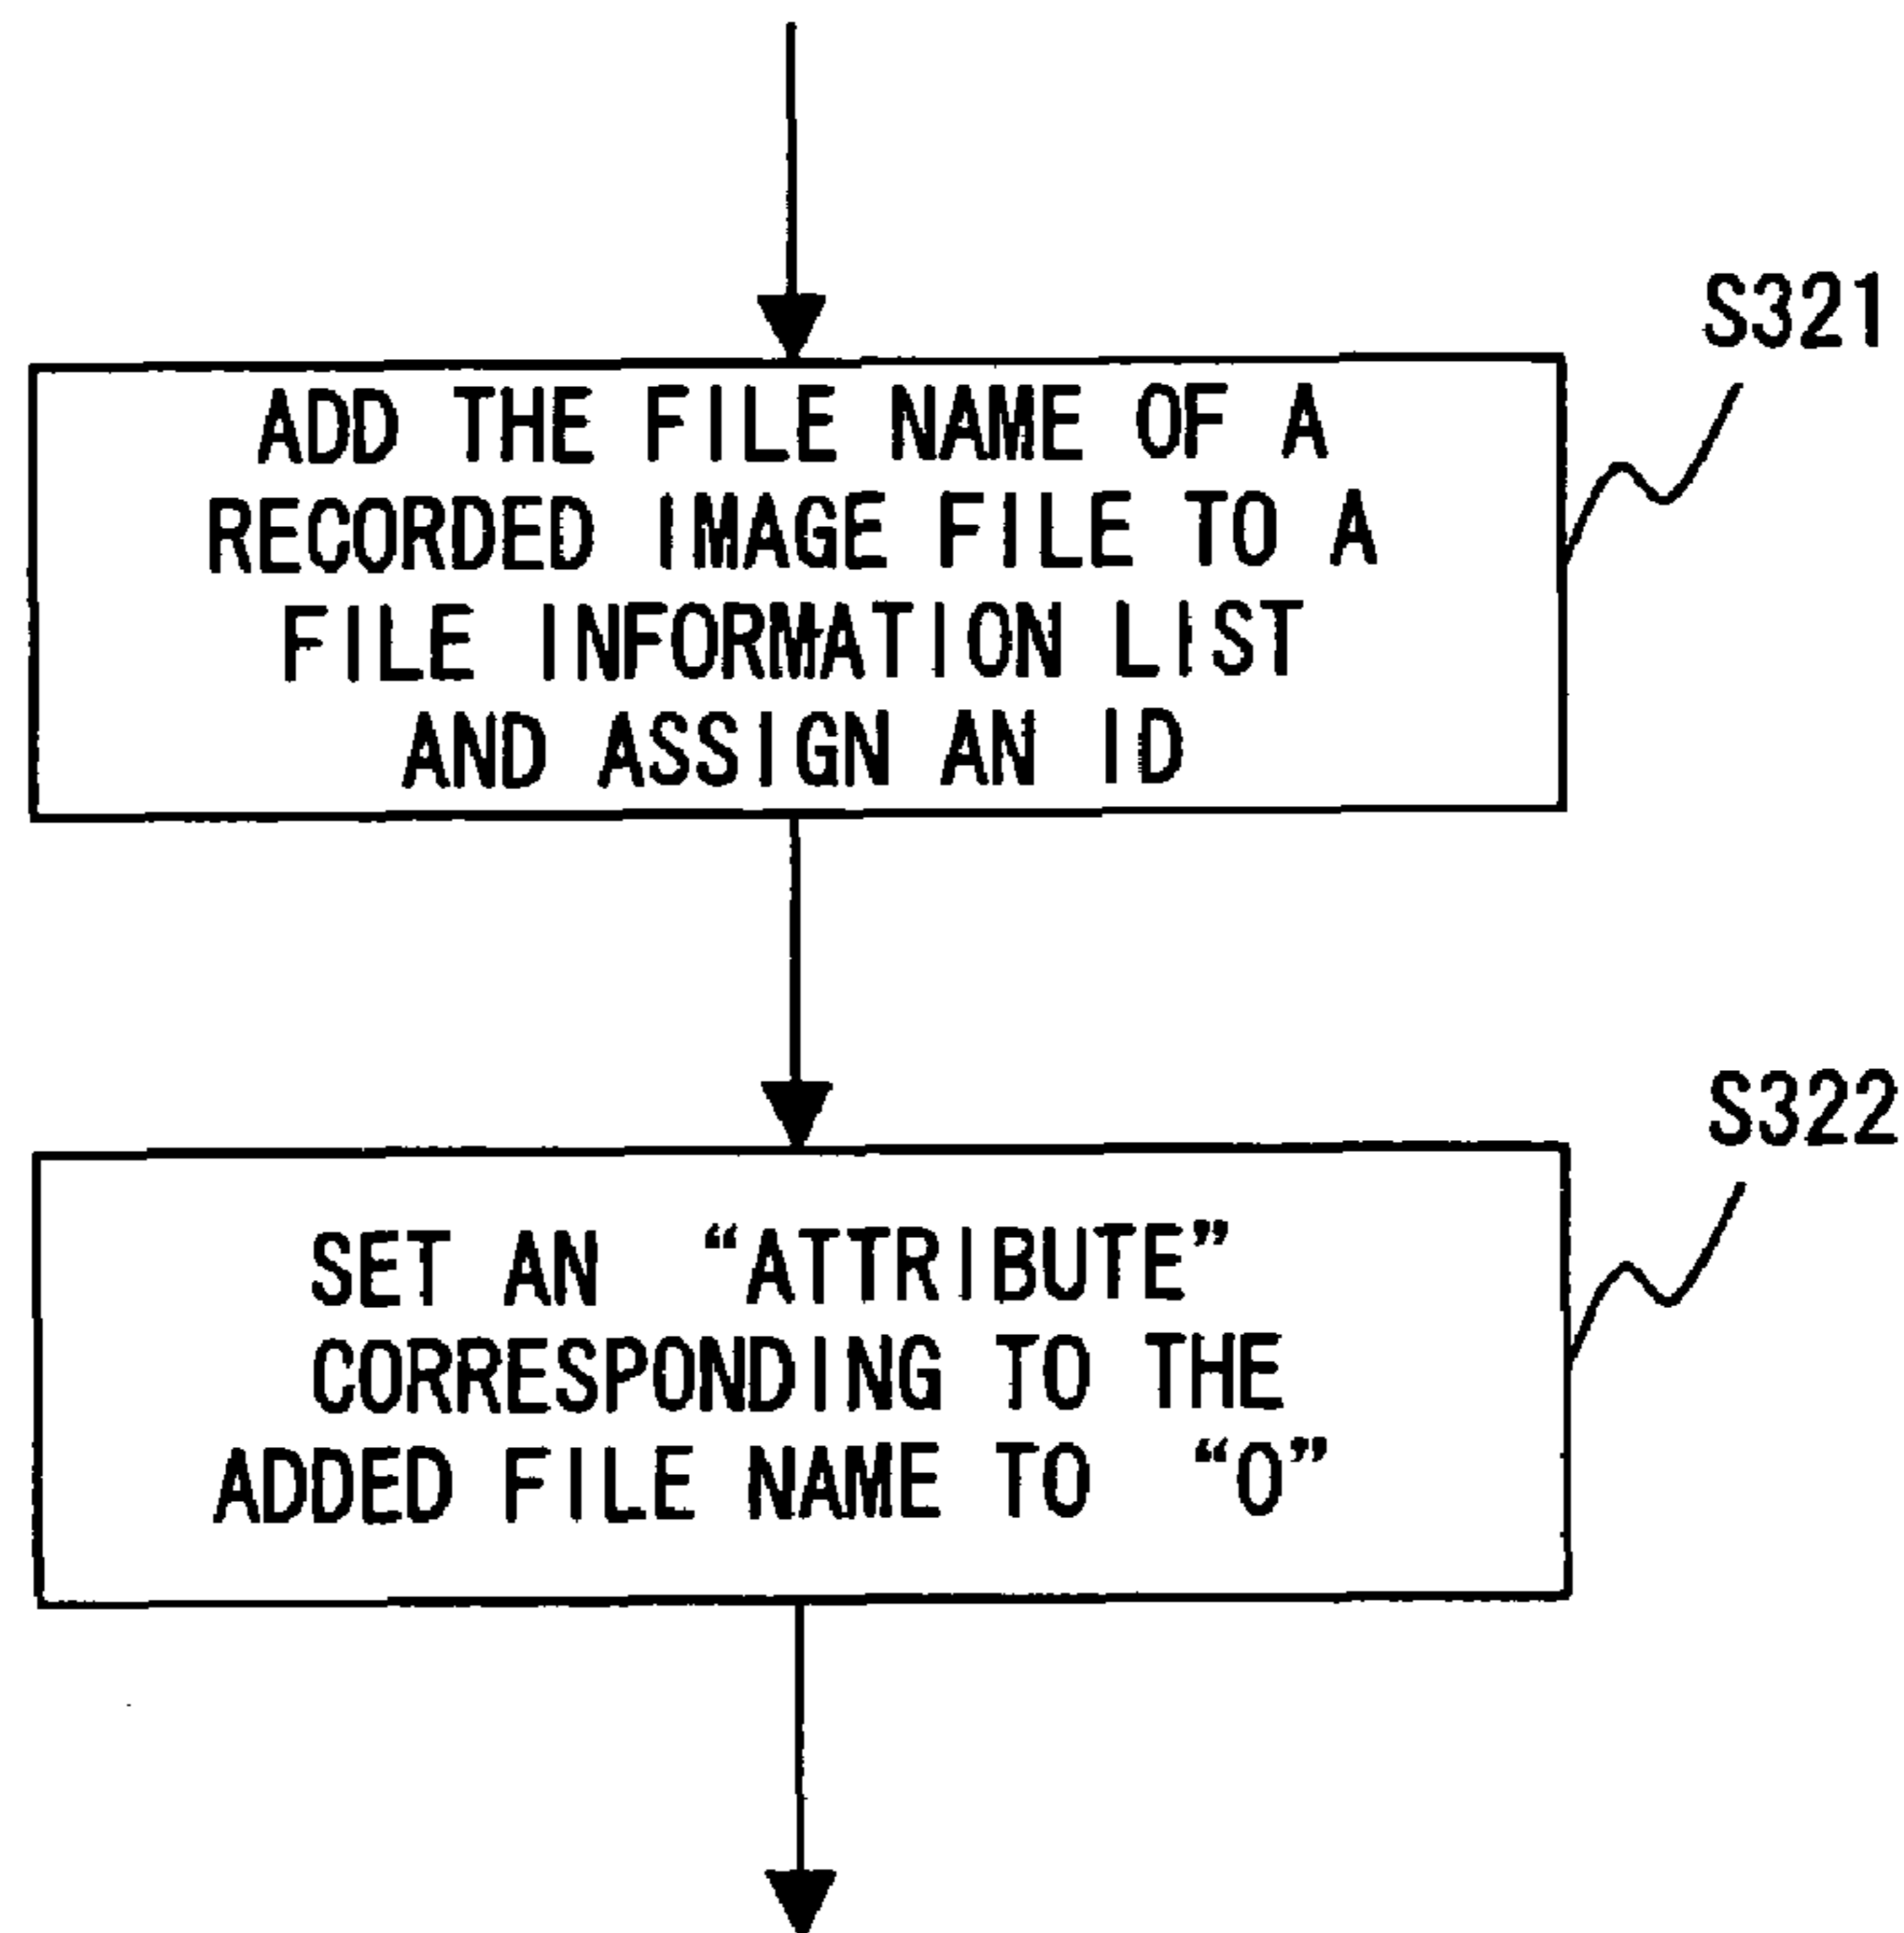 S321
ADD THE FILE NAME OF A
RECORDED IMAGE FILE TO A
FILE INFORMATION LIST
AND ASSIGN AN ID
S322
SET AN “ATTRIBUTE”
CORRESPONDING TO THE
ADDED FILE NAME TO “0”